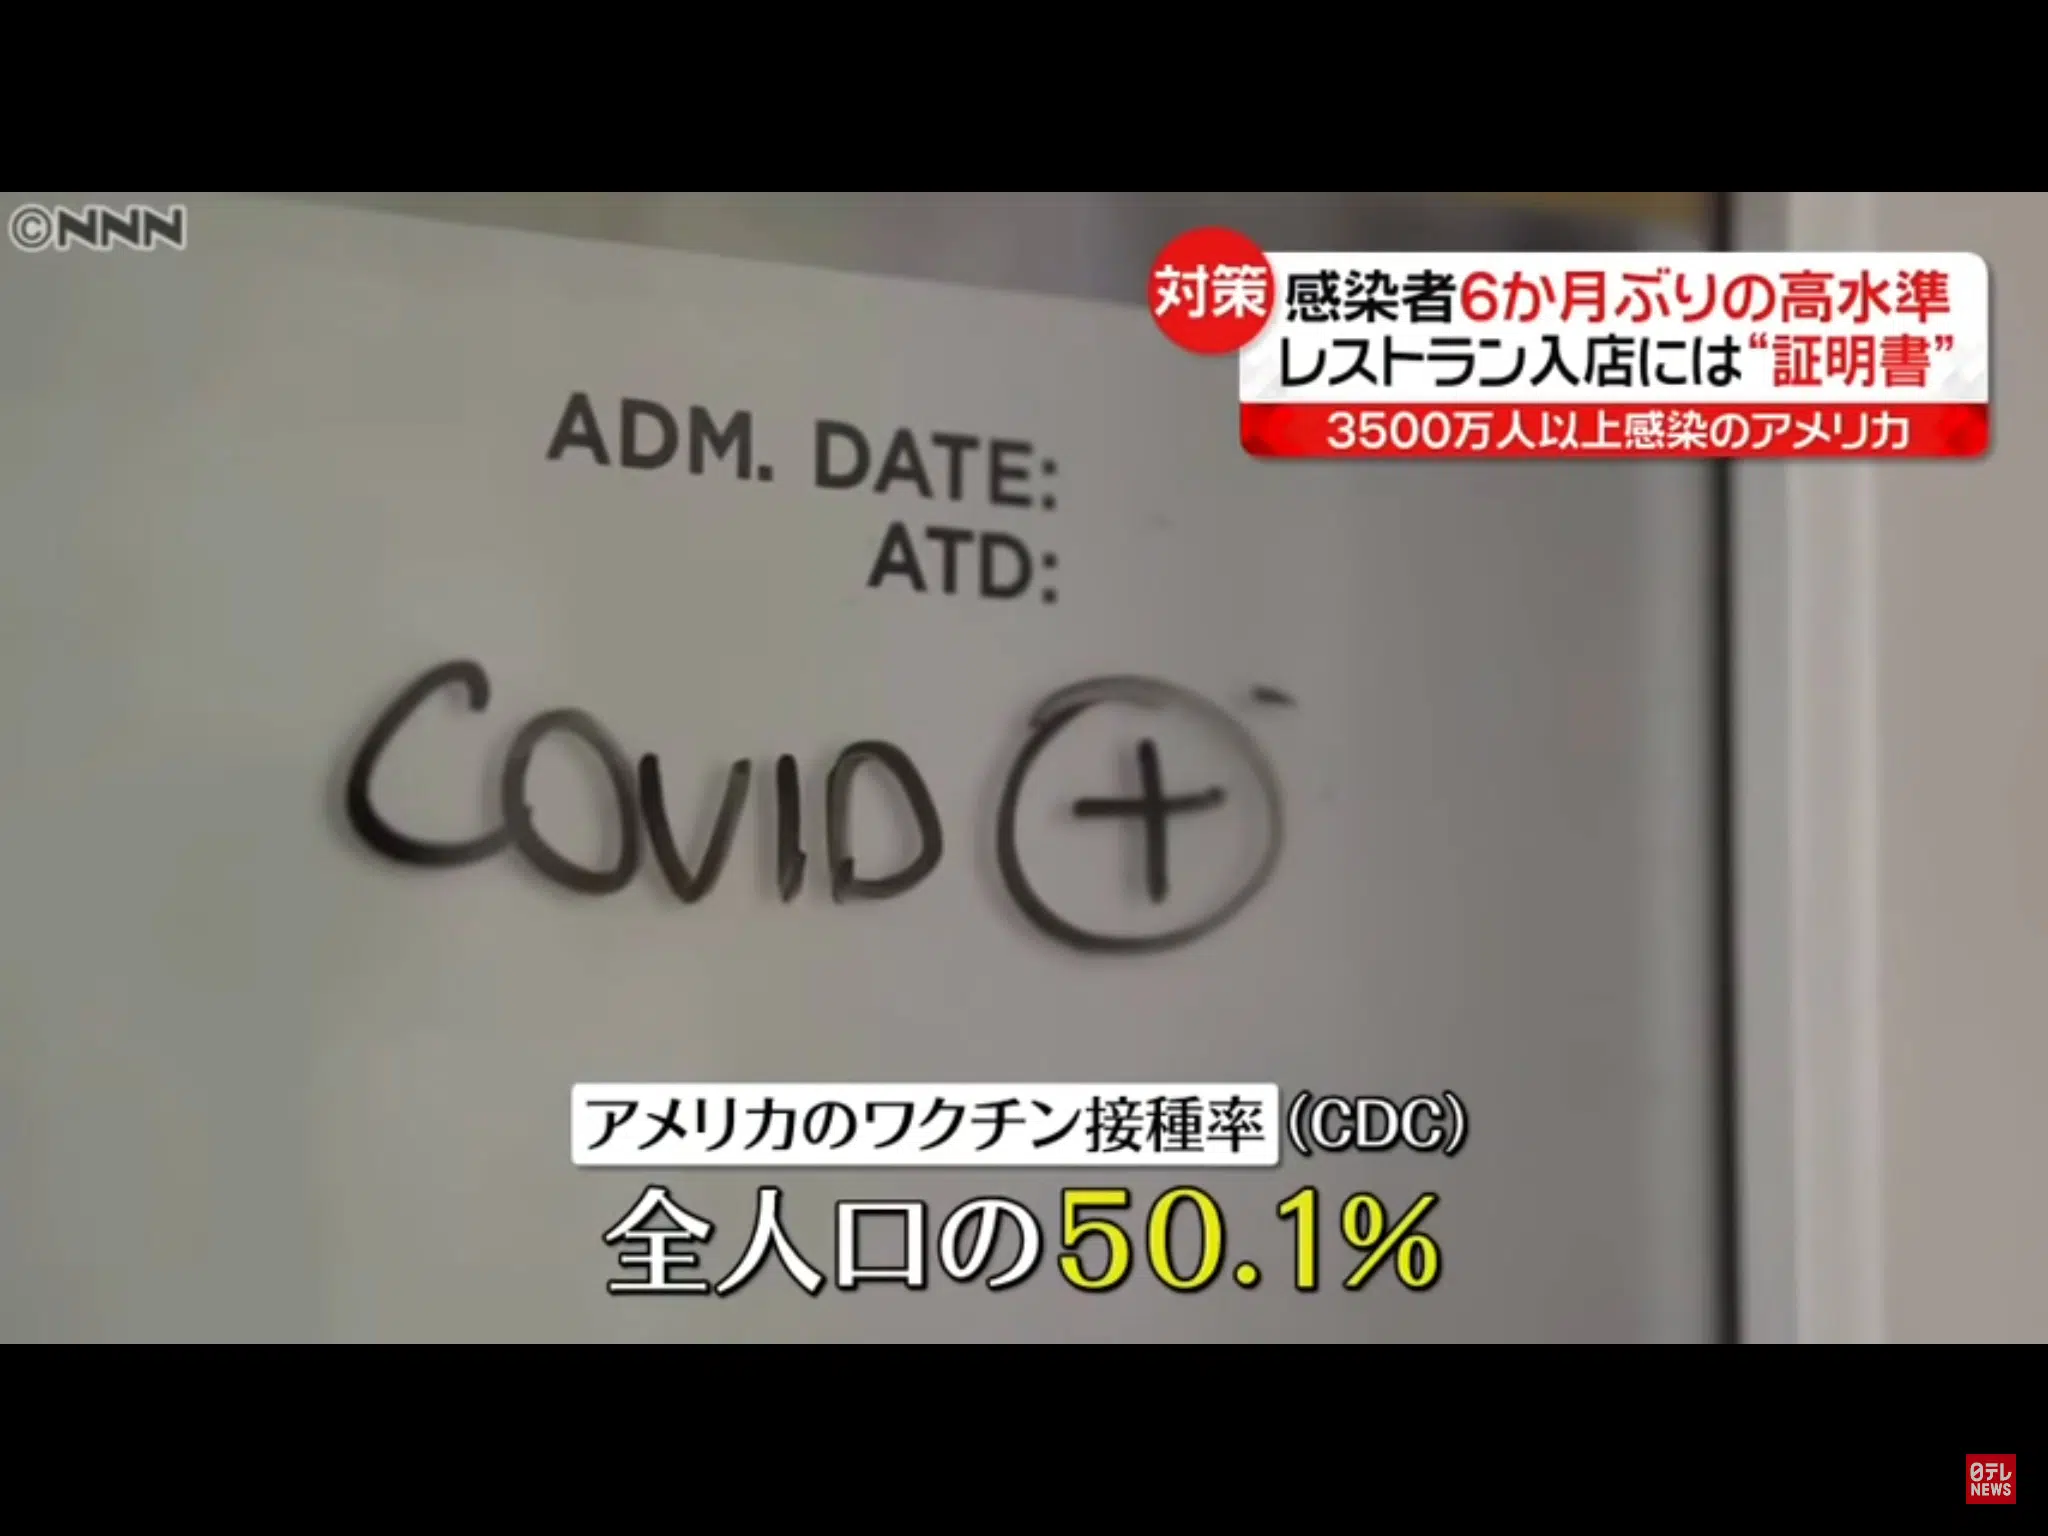 ©NNN
対策
感染者6か月ぶりの高水準
レストラン入店には“証明書”
3500万人以上感染のアメリカ
ADM. DATE:
ATD:
COVID +
アメリカのワクチン接種率 (CDC)
全人口の50.1%
日テレ
NEWS